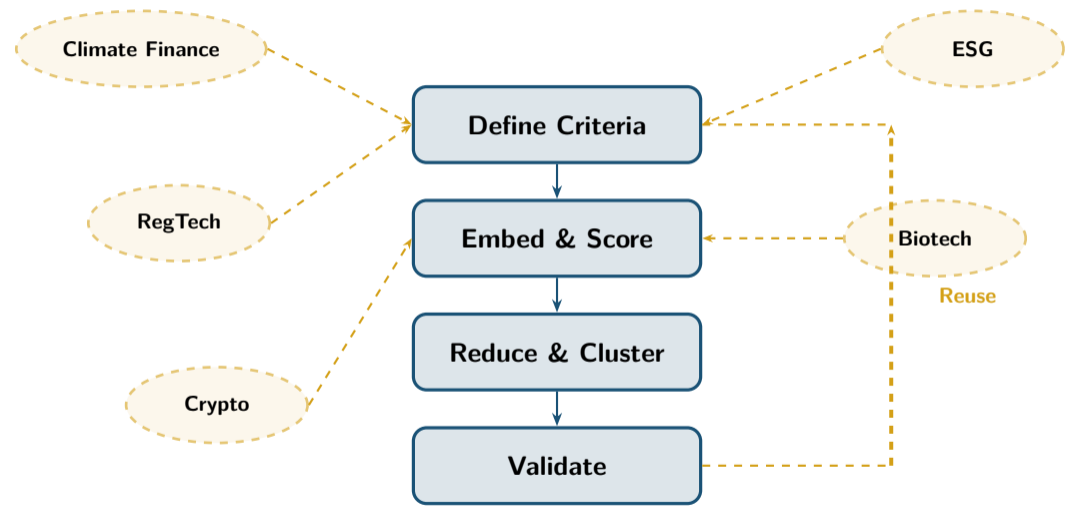 Climate Finance
ESG
Define Criteria
RegTech
Embed & Score
Biotech
Reuse
Reduce & Cluster
Crypto
Validate